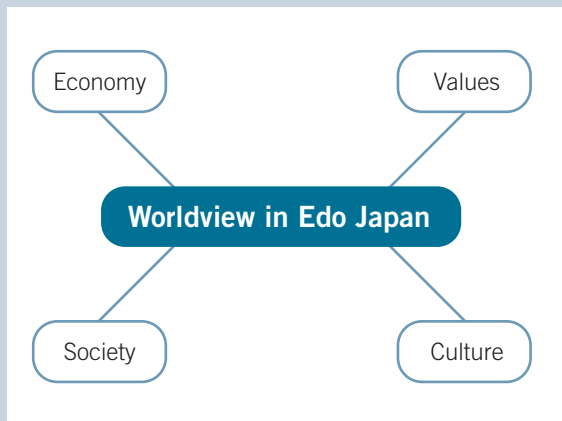 Economy
Values
Worldview in Edo Japan
Society
Culture